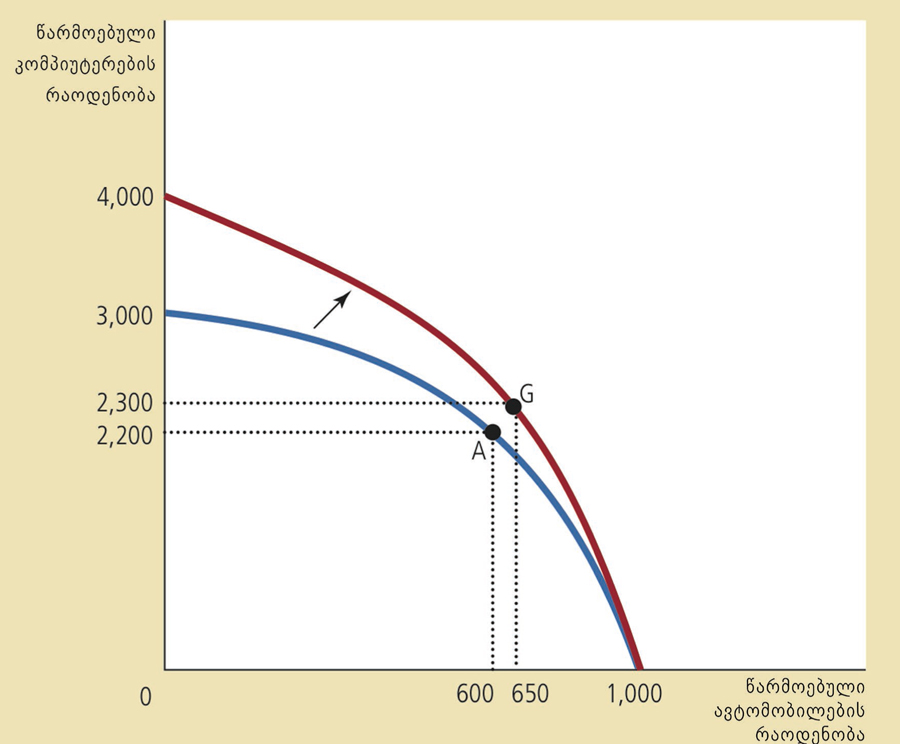 წარმოებული
კომპიუტერების
რაოდენობა
4,000
3,000
2,300
2,200
G
A
0
600 650 1,000
წარმოებული
ავტომობილების
რაოდენობა